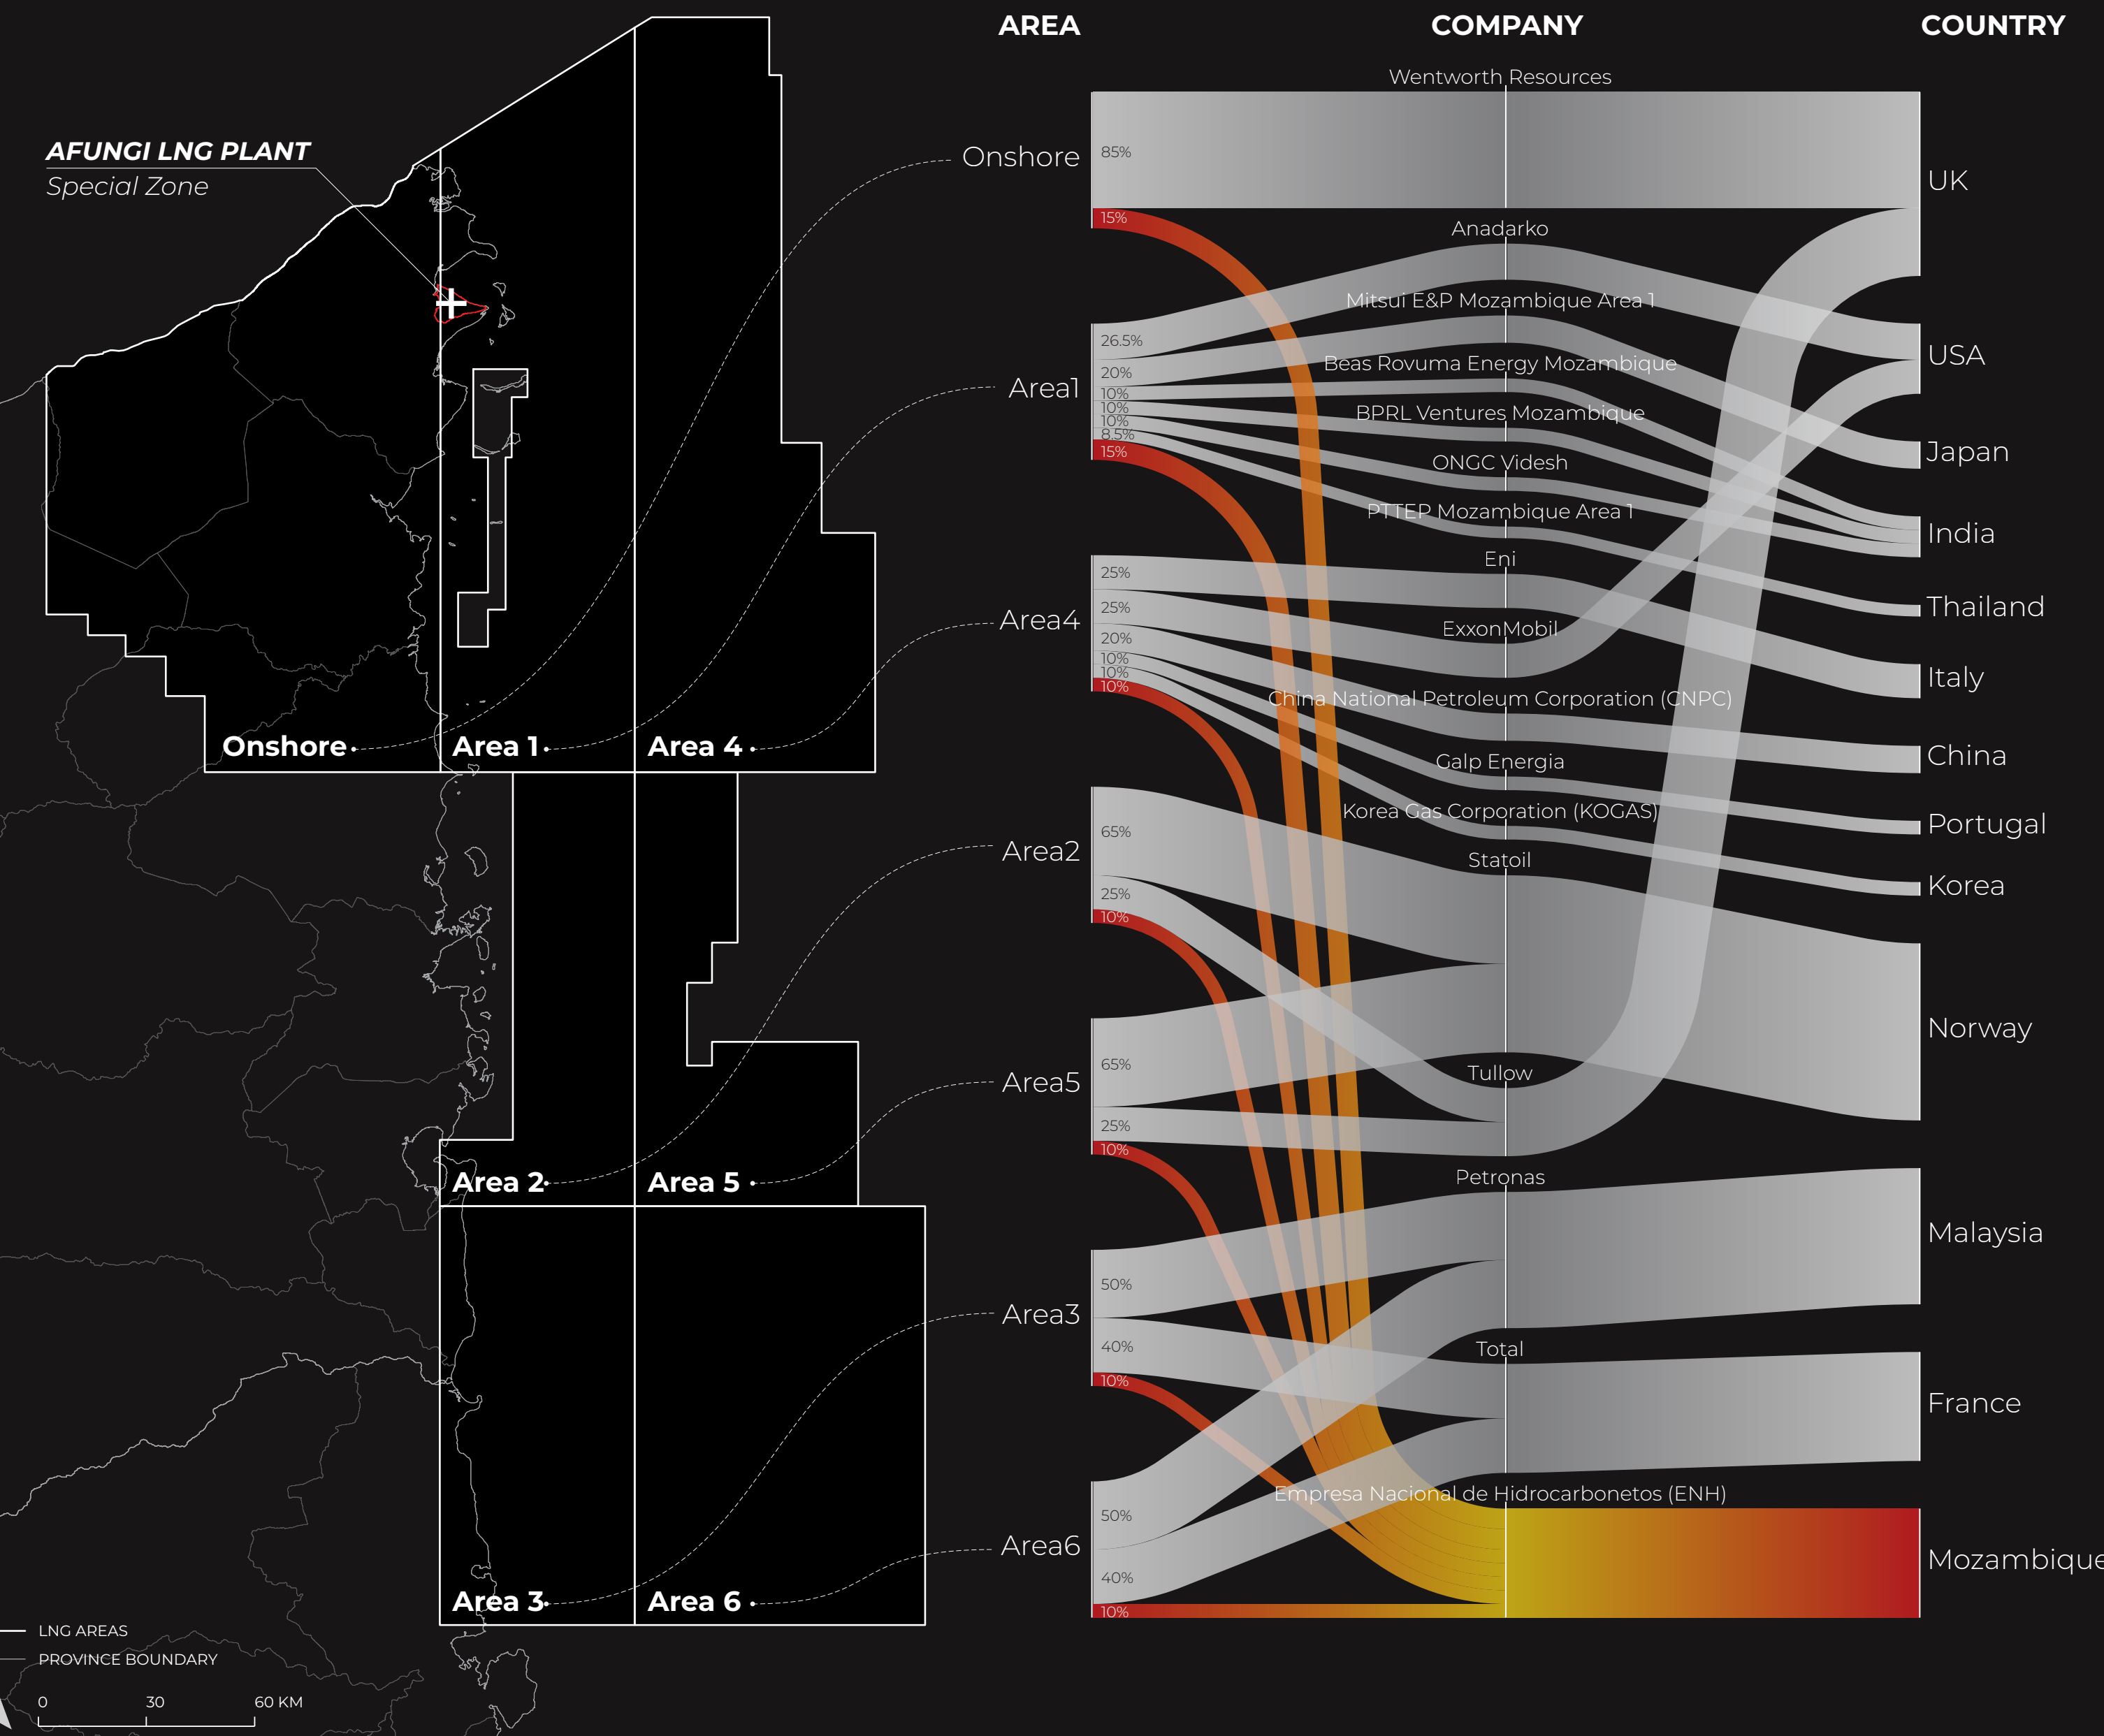 AREA
COMPANY
COUNTRY
AFUNGI LNG PLANT
Special Zone
Onshore
Area 1
Area 4
Area 2
Area 5
Area 3
Area 6
LNG AREAS
PROVINCE BOUNDARY
0 30 60 KM
Onshore
85%
15%
Area1
26.5%
20%
10%
10%
10%
8.5%
15%
Area4
25%
25%
20%
10%
10%
10%
Area2
65%
25%
10%
Area5
65%
25%
10%
Area3
50%
40%
10%
Area6
50%
40%
10%
Wentworth Resources
Anadarko
Mitsui E&P Mozambique Area 1
Beas Rovuma Energy Mozambique
BPRL Ventures Mozambique
ONGC Videsh
PTTEP Mozambique Area 1
Eni
ExxonMobil
China National Petroleum Corporation (CNPC)
Galp Energia
Korea Gas Corporation (KOGAS)
Statoil
Tullow
Petronas
Total
Empresa Nacional de Hidrocarbonetos (ENH)
UK
USA
Japan
India
Thailand
Italy
China
Portugal
Korea
Norway
Malaysia
France
Mozambique